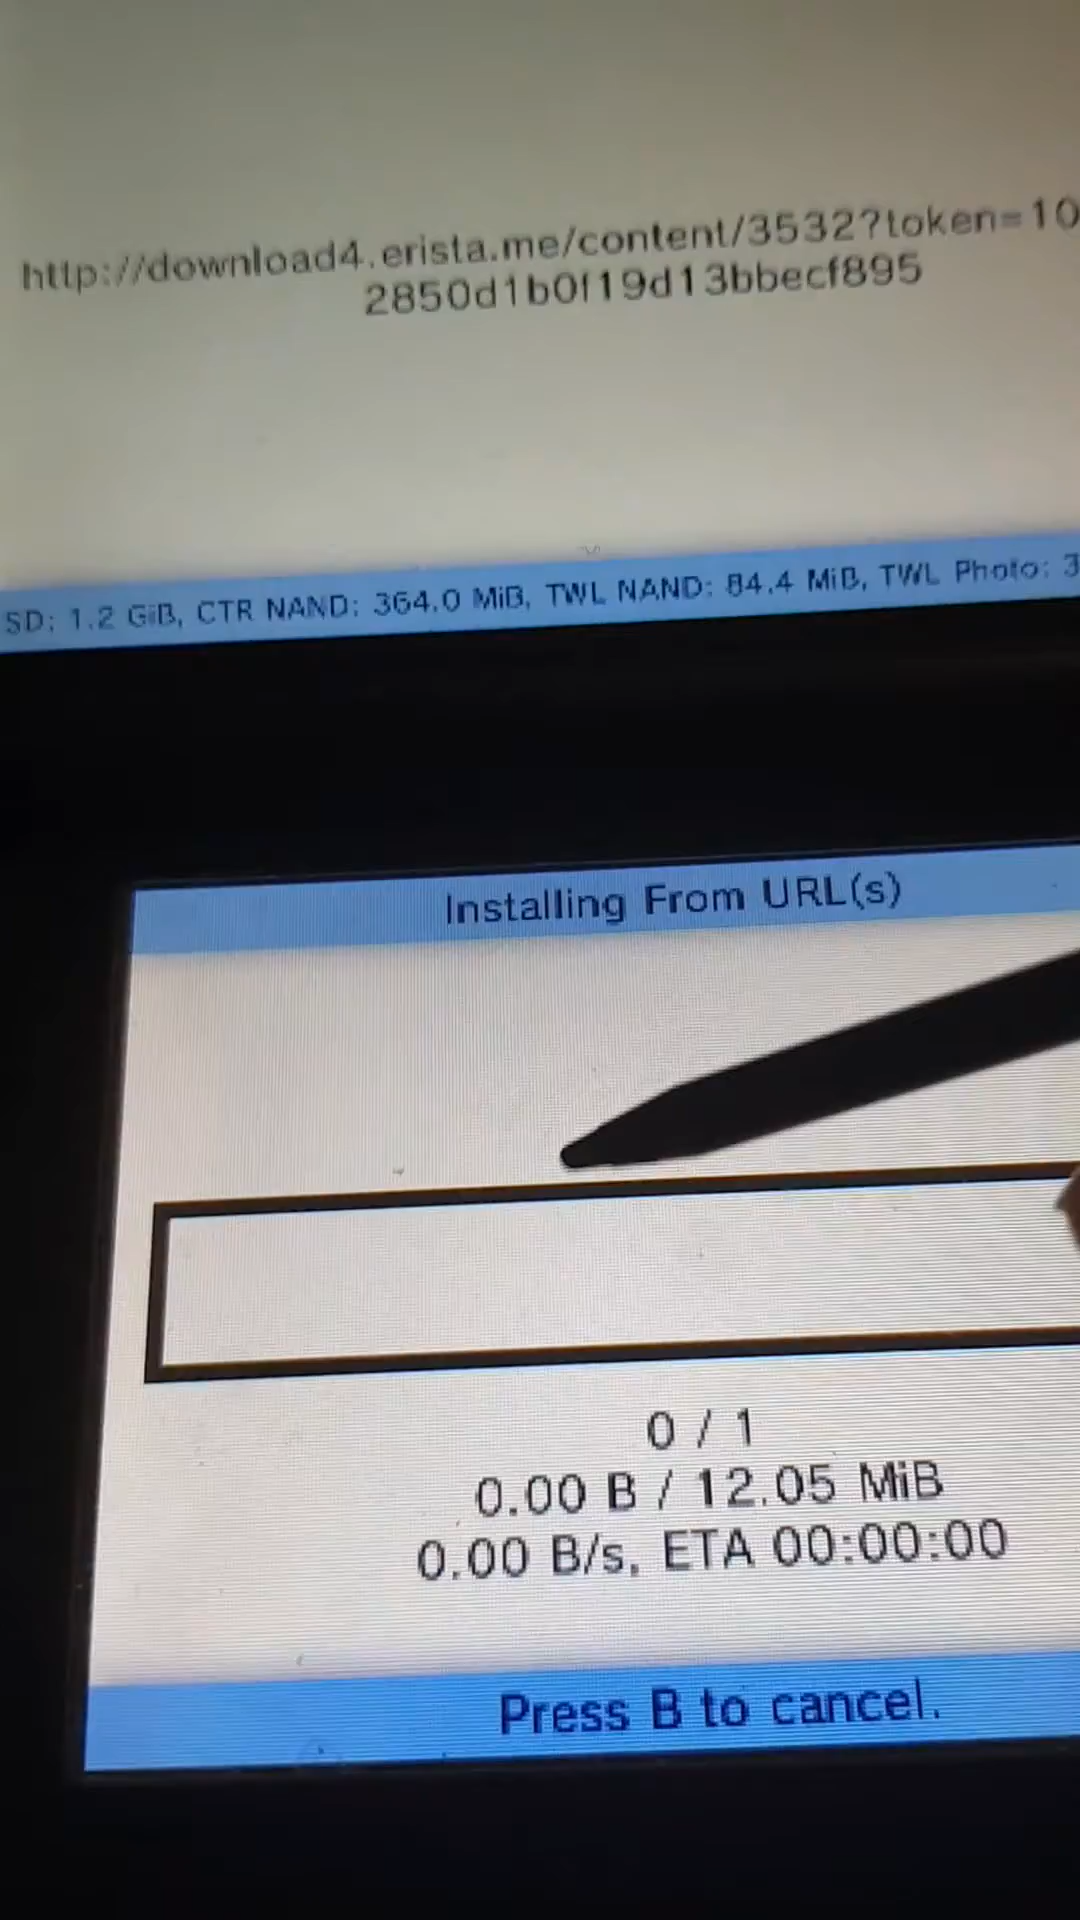 http://download4.erista.me/content/3532?token=10
2850d1b0f19d13bbecf895
SD: 1.2 GiB, CTR NAND: 364.0 MiB, TWL NAND: 84.4 MiB, TWL Photo: 3
Installing From URL(s)
0 / 1
0.00 B / 12.05 MiB
0.00 B/s, ETA 00:00:00
Press B to cancel.